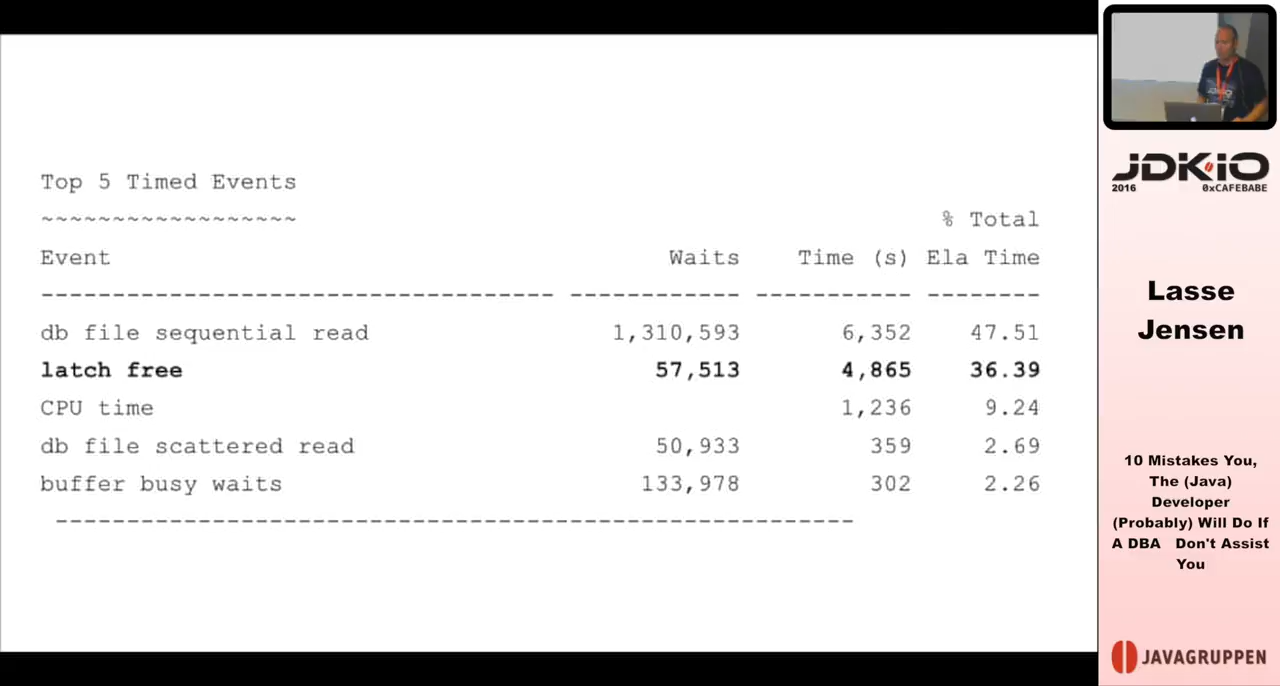 Top 5 Timed Events
~~~~~~~~~~~~~~~~~~ % Total
Event Waits Time (s) Ela Time
------------------------------------ ------------ ----------- --------
db file sequential read 1,310,593 6,352 47.51
latch free 57,513 4,865 36.39
CPU time 1,236 9.24
db file scattered read 50,933 359 2.69
buffer busy waits 133,978 302 2.26
--------------------------------------------------------
JDK.iO
2016 0xCAFEBABE
Lasse
Jensen
10 Mistakes You,
The (Java)
Developer
(Probably) Will Do If
A DBA Don't Assist
You
JAVAGRUPPEN